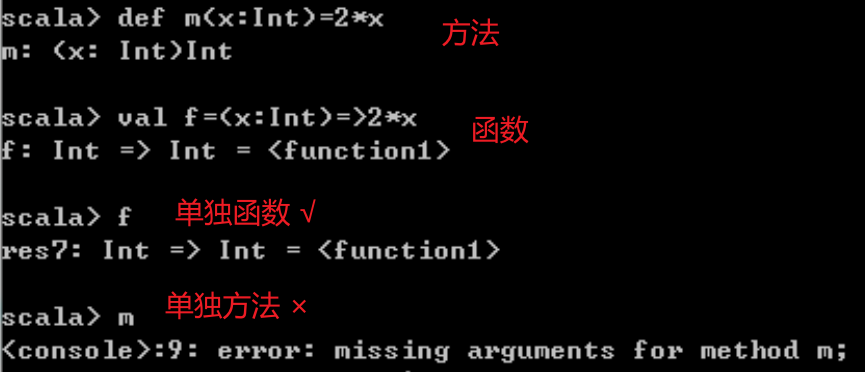 scala> def m(x:Int)=2*x
方法
m: (x: Int)Int
scala> val f=(x:Int)=>2*x
函数
f: Int => Int = <function1>
scala> f 单独函数 √
res7: Int => Int = <function1>
scala> m 单独方法 ×
<console>:9: error: missing arguments for method m;